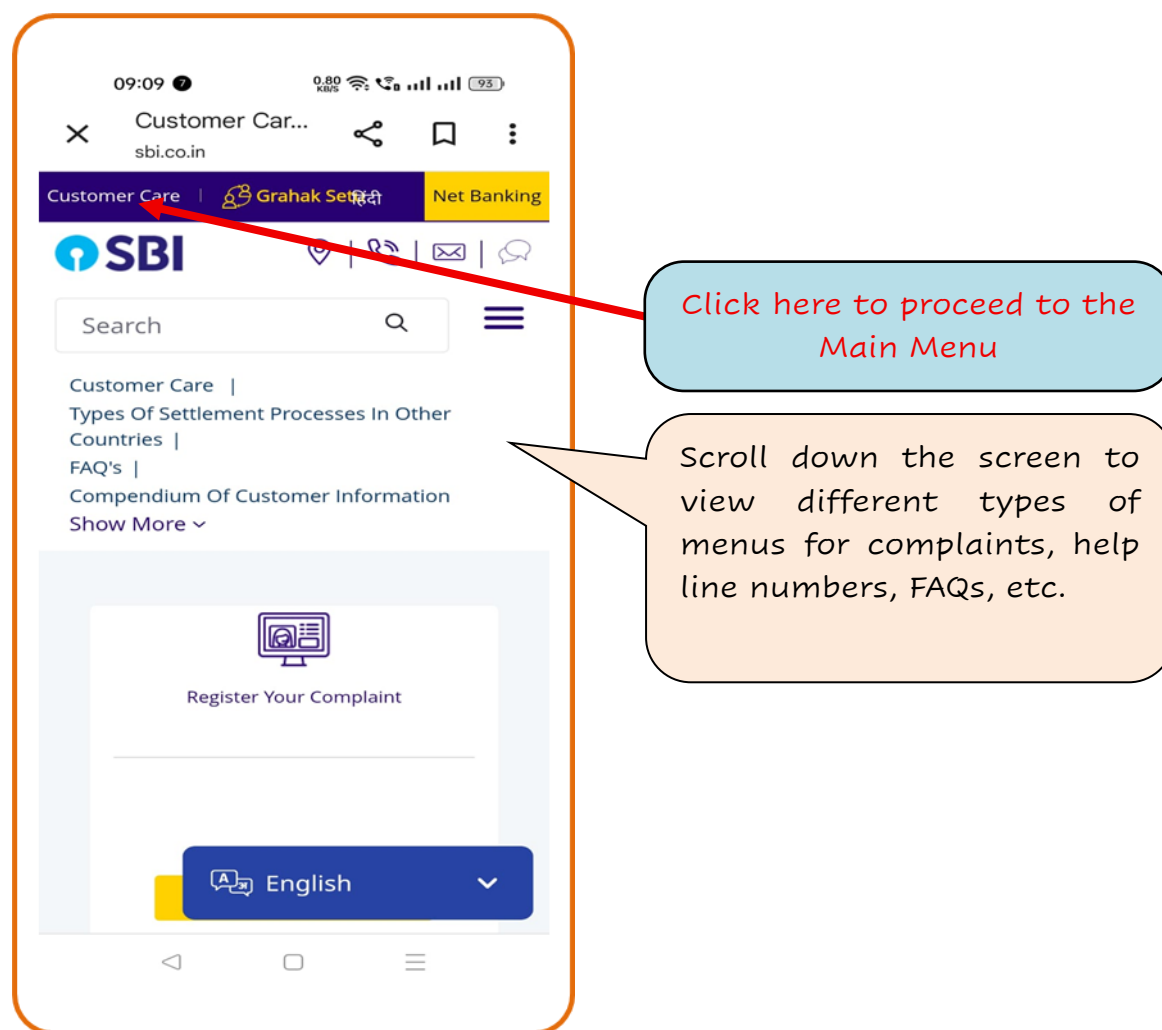 09:09 7 0.80 KB/S 93
Customer Car...
sbi.co.in
Customer Care | Grahak Set हिंदी Net Banking
SBI
Search
Customer Care |
Types Of Settlement Processes In Other
Countries |
FAQ's |
Compendium Of Customer Information
Show More
Register Your Complaint
English
Click here to proceed to the
Main Menu
Scroll down the screen to
view different types of
menus for complaints, help
line numbers, FAQs, etc.